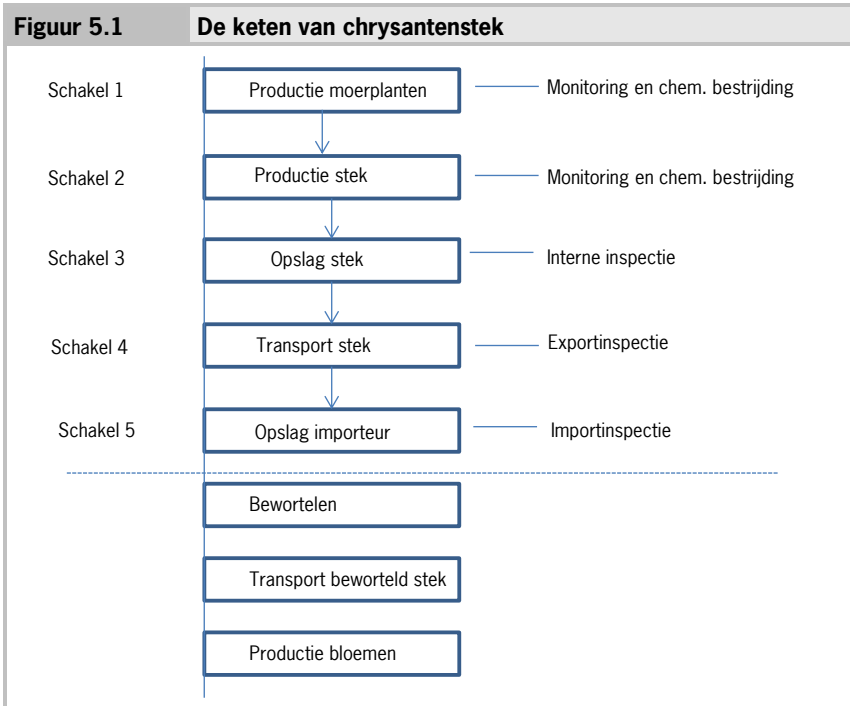 Figuur 5.1 De keten van chrysantenstek
Schakel 1 Productie moerplanten Monitoring en chem. bestrijding
Schakel 2 Productie stek Monitoring en chem. bestrijding
Schakel 3 Opslag stek Interne inspectie
Schakel 4 Transport stek Exportinspectie
Schakel 5 Opslag importeur Importinspectie
Bewortelen
Transport beworteld stek
Productie bloemen